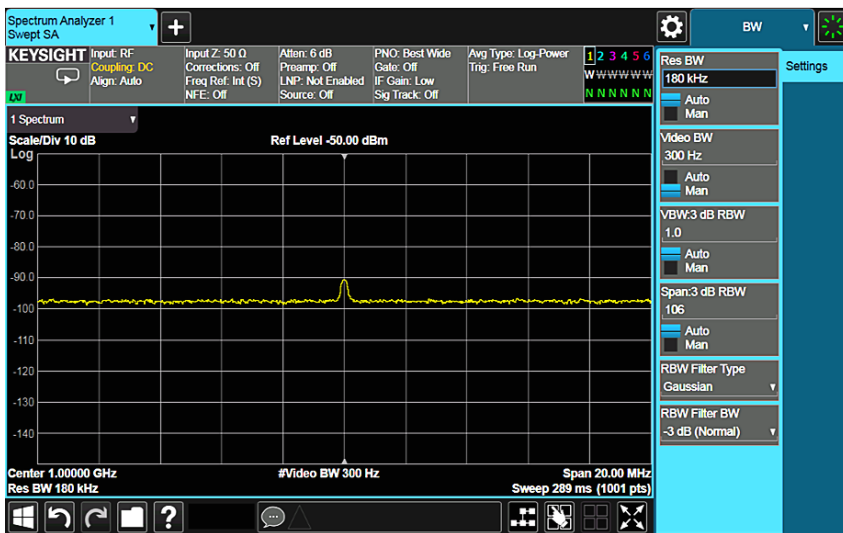 Spectrum Analyzer 1
Swept SA
+
BW
KEYSIGHT
LXI
Input: RF
Coupling: DC
Align: Auto
Input Z: 50 Ω
Corrections: Off
Freq Ref: Int (S)
NFE: Off
Atten: 6 dB
Preamp: Off
LNP: Not Enabled
Source: Off
PNO: Best Wide
Gate: Off
IF Gain: Low
Sig Track: Off
Avg Type: Log-Power
Trig: Free Run
1 2 3 4 5 6
W W W W W W
N N N N N N
1 Spectrum
Scale/Div 10 dB
Ref Level -50.00 dBm
Log
-60.0
-70.0
-80.0
-90.0
-100
-110
-120
-130
-140
Center 1.00000 GHz
#Video BW 300 Hz
Span 20.00 MHz
Res BW 180 kHz
Sweep 289 ms (1001 pts)
?
Settings
Res BW
180 kHz
Auto
Man
Video BW
300 Hz
Auto
Man
VBW:3 dB RBW
1.0
Auto
Man
Span:3 dB RBW
106
Auto
Man
RBW Filter Type
Gaussian
RBW Filter BW
-3 dB (Normal)